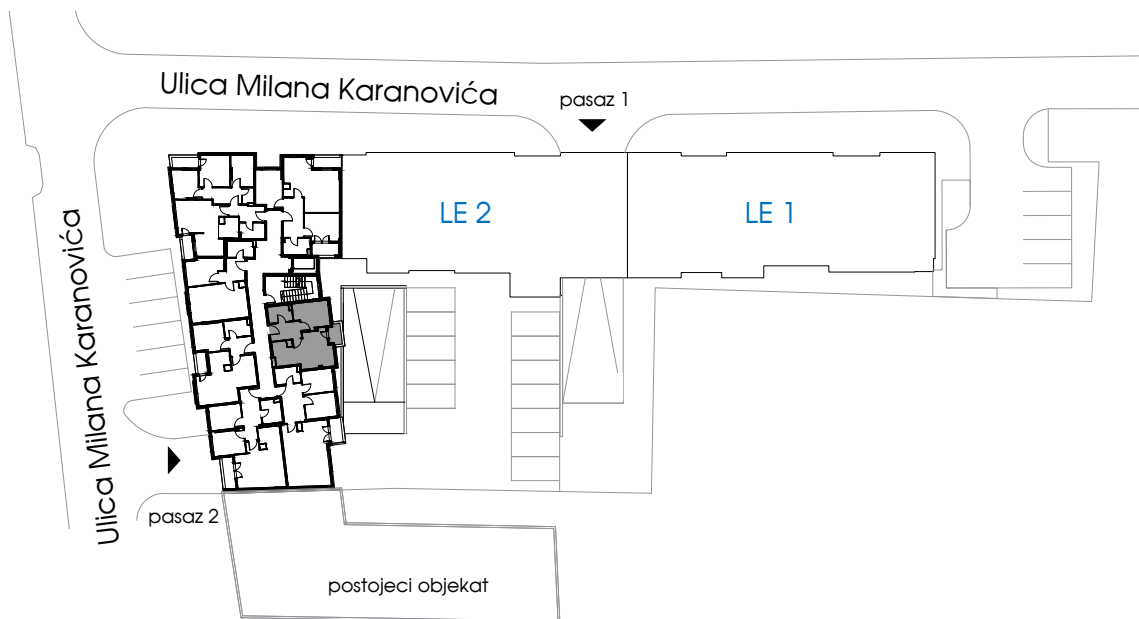 Ulica Milana Karanovića
pasaz 1
LE 2
LE 1
Ulica Milana Karanovića
pasaz 2
postojeci objekat